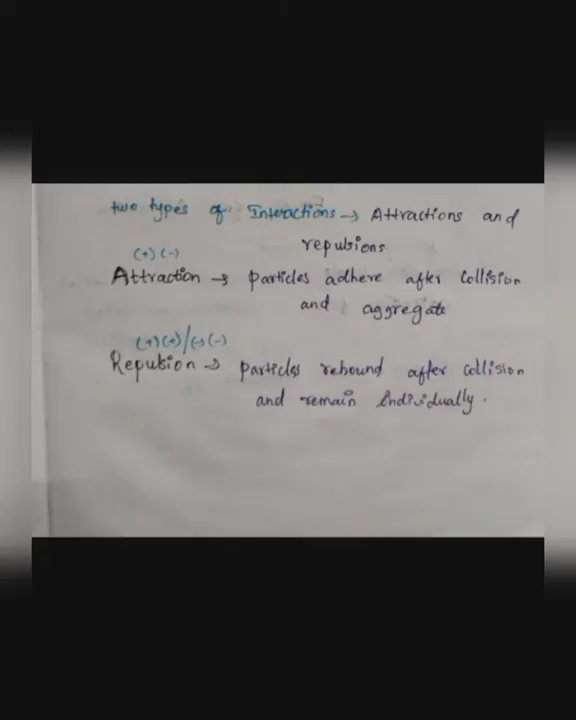 two types of Interactions → Attractions and
repulsions
(+) (-)
Attraction → particles adhere after collision
and aggregate
(+)(+)/(-)(-)
Repulsion → particles rebound after collision
and remain individually.